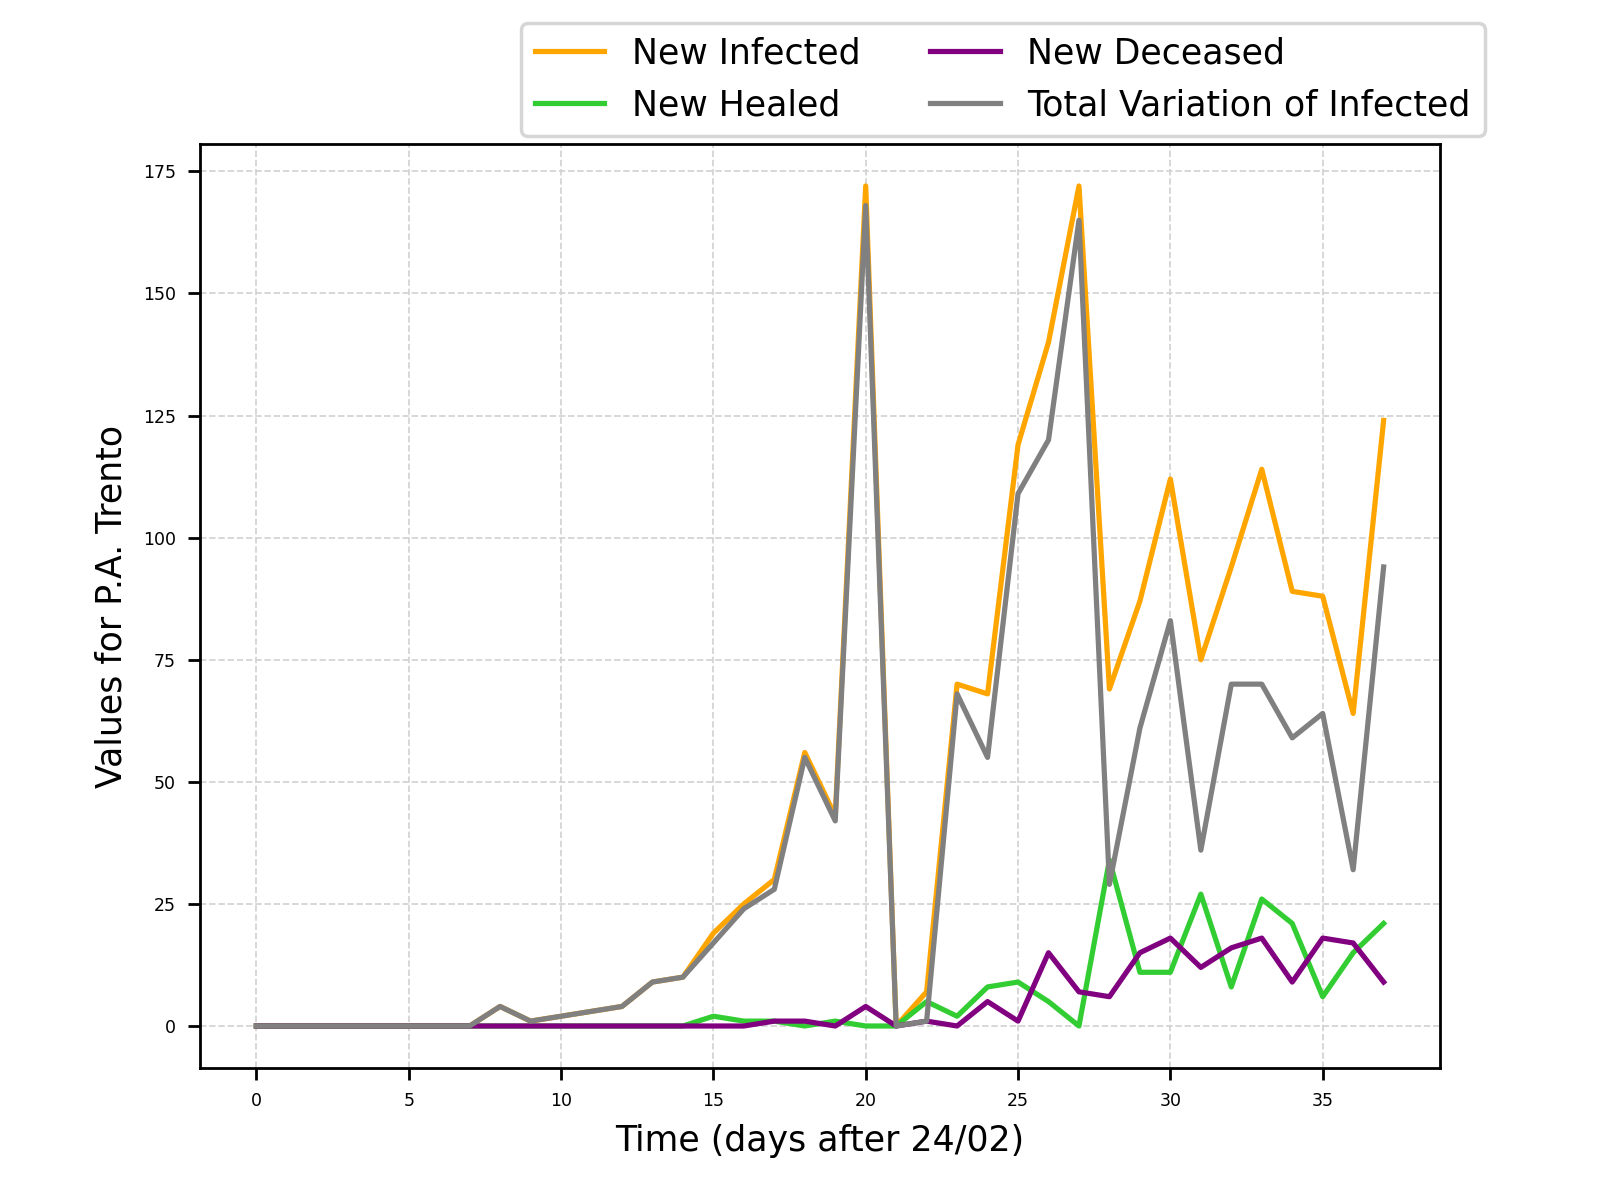 New Infected
New Healed
New Deceased
Total Variation of Infected
175
150
125
100
75
50
25
0
Values for P.A. Trento
0 5 10 15 20 25 30 35
Time (days after 24/02)